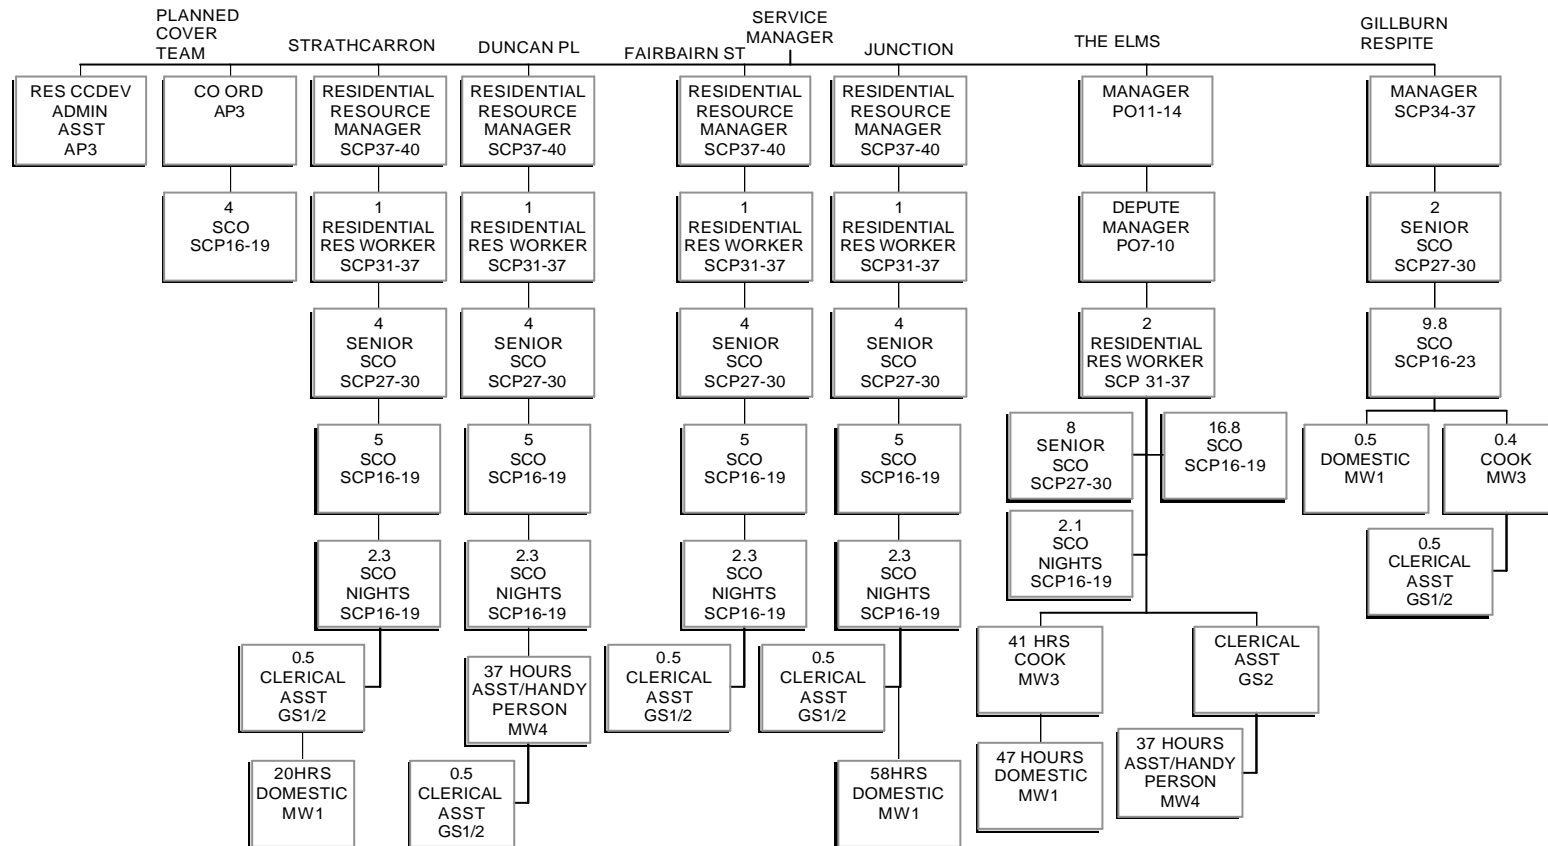 PLANNED
COVER
TEAM
STRATHCARRON
DUNCAN PL
FAIRBAIRN ST
SERVICE
MANAGER
JUNCTION
THE ELMS
GILLBURN
RESPITE
RES CCDEV
ADMIN
ASST
AP3
CO ORD
AP3
RESIDENTIAL
RESOURCE
MANAGER
SCP37-40
RESIDENTIAL
RESOURCE
MANAGER
SCP37-40
RESIDENTIAL
RESOURCE
MANAGER
SCP37-40
RESIDENTIAL
RESOURCE
MANAGER
SCP37-40
MANAGER
PO11-14
MANAGER
SCP34-37
4
SCO
SCP16-19
1
RESIDENTIAL
RES WORKER
SCP31-37
1
RESIDENTIAL
RES WORKER
SCP31-37
1
RESIDENTIAL
RES WORKER
SCP31-37
1
RESIDENTIAL
RES WORKER
SCP31-37
DEPUTE
MANAGER
PO7-10
2
SENIOR
SCO
SCP27-30
4
SENIOR
SCO
SCP27-30
4
SENIOR
SCO
SCP27-30
4
SENIOR
SCO
SCP27-30
4
SENIOR
SCO
SCP27-30
2
RESIDENTIAL
RES WORKER
SCP 31-37
9.8
SCO
SCP16-23
5
SCO
SCP16-19
5
SCO
SCP16-19
5
SCO
SCP16-19
5
SCO
SCP16-19
8
SENIOR
SCO
SCP27-30
16.8
SCO
SCP16-19
0.5
DOMESTIC
MW1
0.4
COOK
MW3
2.3
SCO
NIGHTS
SCP16-19
2.3
SCO
NIGHTS
SCP16-19
2.3
SCO
NIGHTS
SCP16-19
2.3
SCO
NIGHTS
SCP16-19
2.1
SCO
NIGHTS
SCP16-19
0.5
CLERICAL
ASST
GS1/2
0.5
CLERICAL
ASST
GS1/2
37 HOURS
ASST/HANDY
PERSON
MW4
0.5
CLERICAL
ASST
GS1/2
0.5
CLERICAL
ASST
GS1/2
41 HRS
COOK
MW3
CLERICAL
ASST
GS2
20HRS
DOMESTIC
MW1
0.5
CLERICAL
ASST
GS1/2
58HRS
DOMESTIC
MW1
47 HOURS
DOMESTIC
MW1
37 HOURS
ASST/HANDY
PERSON
MW4